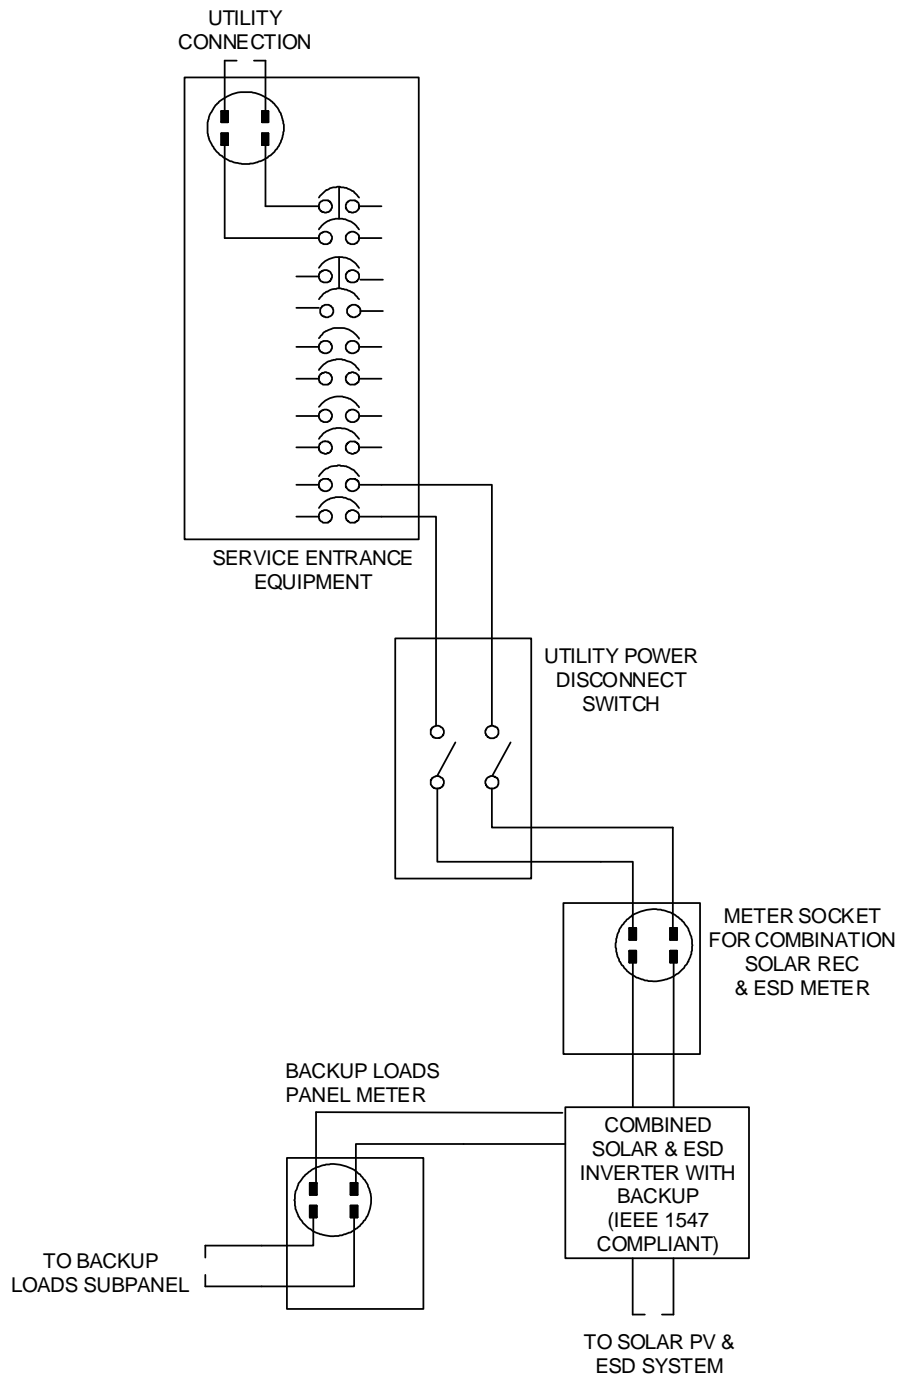 UTILITY
CONNECTION
SERVICE ENTRANCE
EQUIPMENT
UTILITY POWER
DISCONNECT
SWITCH
METER SOCKET
FOR COMBINATION
SOLAR REC
& ESD METER
BACKUP LOADS
PANEL METER
COMBINED
SOLAR & ESD
INVERTER WITH
BACKUP
(IEEE 1547
COMPLIANT)
TO BACKUP
LOADS SUBPANEL
TO SOLAR PV &
ESD SYSTEM